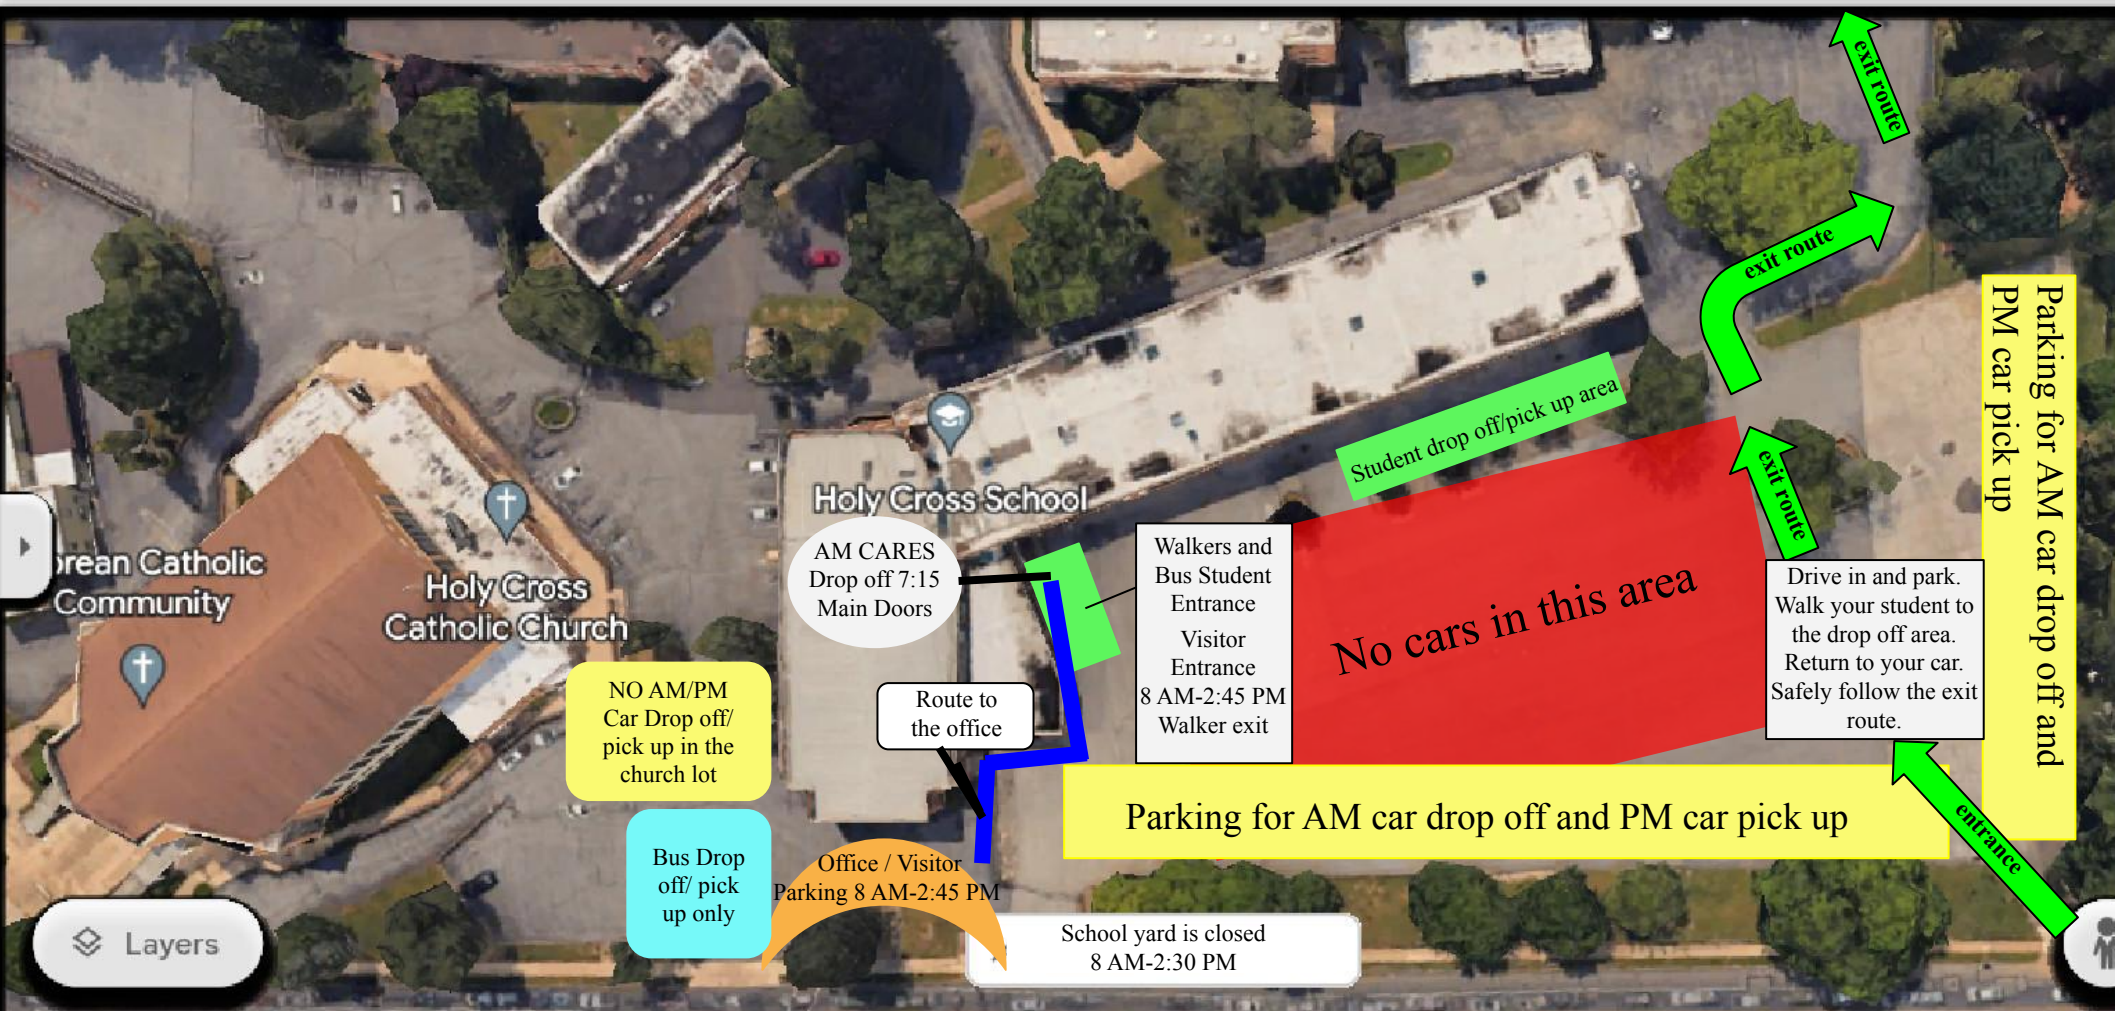 exit route
exit route
Parking for AM car drop off and
PM car pick up
Student drop off/pick up area
exit route
Holy Cross School
AM CARES
Drop off 7:15
Main Doors
Walkers and
Bus Student
Entrance
Visitor
Entrance
8 AM-2:45 PM
Walker exit
No cars in this area
Drive in and park.
Walk your student to
the drop off area.
Return to your car.
Safely follow the exit
route.
orean Catholic
Community
Holy Cross
Catholic Church
NO AM/PM
Car Drop off/
pick up in the
church lot
Route to
the office
Parking for AM car drop off and PM car pick up
entrance
Bus Drop
off/ pick
up only
Office / Visitor
Parking 8 AM-2:45 PM
School yard is closed
8 AM-2:30 PM
Layers